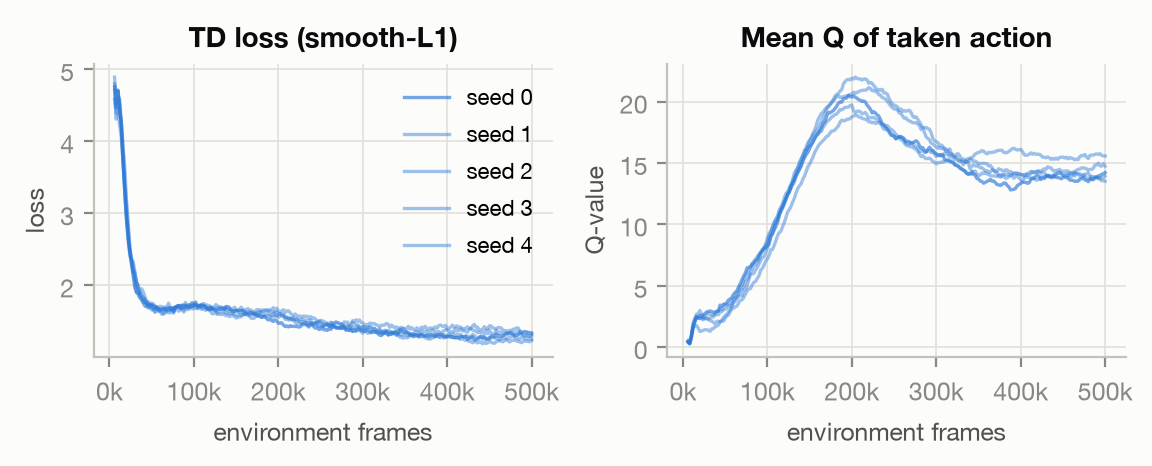 TD loss (smooth-L1)
5
4
3
2
loss
seed 0
seed 1
seed 2
seed 3
seed 4
0k 100k 200k 300k 400k 500k
environment frames
Mean Q of taken action
20
15
10
5
0
Q-value
0k 100k 200k 300k 400k 500k
environment frames